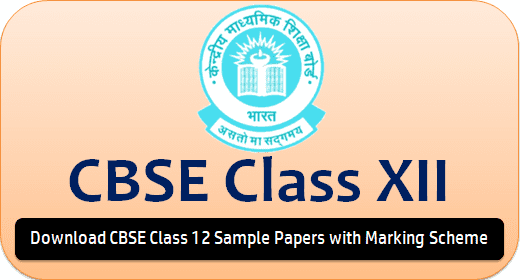 केन्द्रीय माध्यमिक शिक्षा बोर्ड
भारत
असतो मा सद्गमय
CBSE Class XII
Download CBSE Class 12 Sample Papers with Marking Scheme